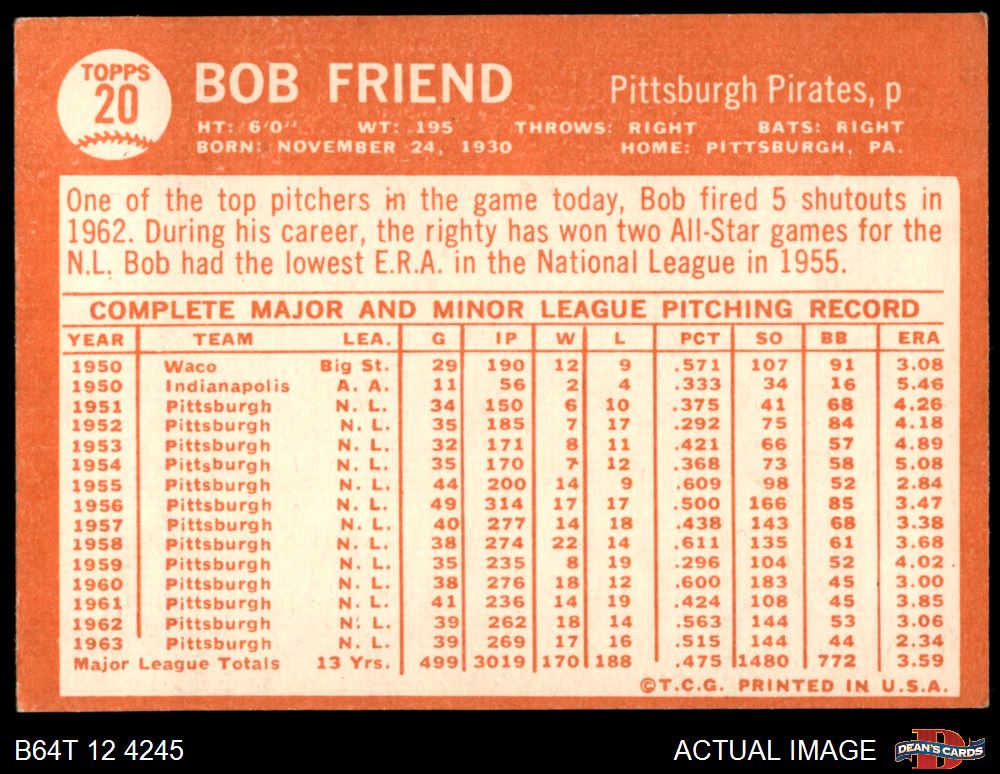 TOPPS
20
BOB FRIEND
Pittsburgh Pirates, p
HT: 6'0" WT: 195 THROWS: RIGHT BATS: RIGHT
BORN: NOVEMBER 24, 1930 HOME: PITTSBURGH, PA.
One of the top pitchers in the game today, Bob fired 5 shutouts in
1962. During his career, the righty has won two All-Star games for the
N.L. Bob had the lowest E.R.A. in the National League in 1955.
COMPLETE MAJOR AND MINOR LEAGUE PITCHING RECORD
YEAR TEAM LEA. G IP W L PCT SO BB ERA
1950 Waco Big St. 29 190 12 9 .571 107 91 3.08
1950 Indianapolis A. A. 11 56 2 4 .333 34 16 5.46
1951 Pittsburgh N. L. 34 150 6 10 .375 41 68 4.26
1952 Pittsburgh N. L. 35 185 7 17 .292 75 84 4.18
1953 Pittsburgh N. L. 32 171 8 11 .421 66 57 4.89
1954 Pittsburgh N. L. 35 170 7 12 .368 73 58 5.08
1955 Pittsburgh N. L. 44 200 14 9 .609 98 52 2.84
1956 Pittsburgh N. L. 49 314 17 17 .500 166 85 3.47
1957 Pittsburgh N. L. 40 277 14 18 .438 143 68 3.38
1958 Pittsburgh N. L. 38 274 22 14 .611 135 61 3.68
1959 Pittsburgh N. L. 35 235 8 19 .296 104 52 4.02
1960 Pittsburgh N. L. 38 276 18 12 .600 183 45 3.00
1961 Pittsburgh N. L. 41 236 14 19 .424 108 45 3.85
1962 Pittsburgh N. L. 39 262 18 14 .563 144 53 3.06
1963 Pittsburgh N. L. 39 269 17 16 .515 144 44 2.34
Major League Totals 13 Yrs. 499 3019 170 188 .475 1480 772 3.59
©T.C.G. PRINTED IN U.S.A.
B64T 12 4245
ACTUAL IMAGE
D
DEAN'S CARDS